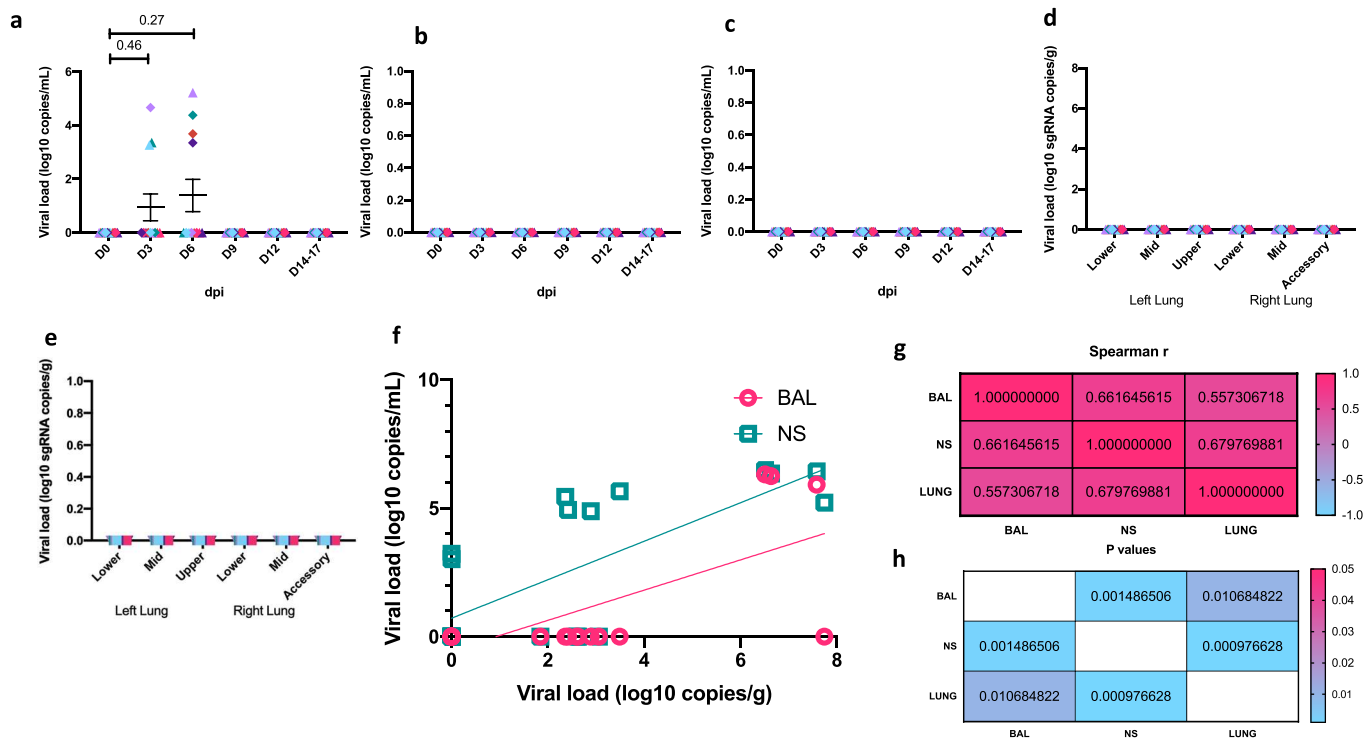 a
0.27
0.46
Viral load (log10 copies/mL)
6
4
2
0
D0
D3
D6
D9
D12
D14-17
dpi
b
Viral load (log10 copies/mL)
1.0
0.8
0.6
0.4
0.2
0.0
D0
D3
D6
D9
D12
D14-17
dpi
c
Viral load (log10 copies/mL)
1.0
0.8
0.6
0.4
0.2
0.0
D0
D3
D6
D9
D12
D14-17
dpi
d
Viral load (log10 sgRNA copies/g)
8
6
4
2
0
Lower
Mid
Upper
Lower
Mid
Accessory
Left Lung
Right Lung
e
Viral load (log10 sgRNA copies/g)
1.0
0.8
0.6
0.4
0.2
0.0
Lower
Mid
Upper
Lower
Mid
Accessory
Left Lung
Right Lung
f
Viral load (log10 copies/mL)
10
5
0
BAL
NS
0
2
4
6
8
Viral load (log10 copies/g)
g
Spearman r
BAL 1.000000000 0.661645615 0.557306718
NS 0.661645615 1.000000000 0.679769881
LUNG 0.557306718 0.679769881 1.000000000
BAL NS LUNG
1.0
0.5
0
-0.5
-1.0
h
P values
BAL 0.001486506 0.010684822
NS 0.001486506 0.000976628
LUNG 0.010684822 0.000976628
BAL NS LUNG
0.05
0.04
0.03
0.02
0.01